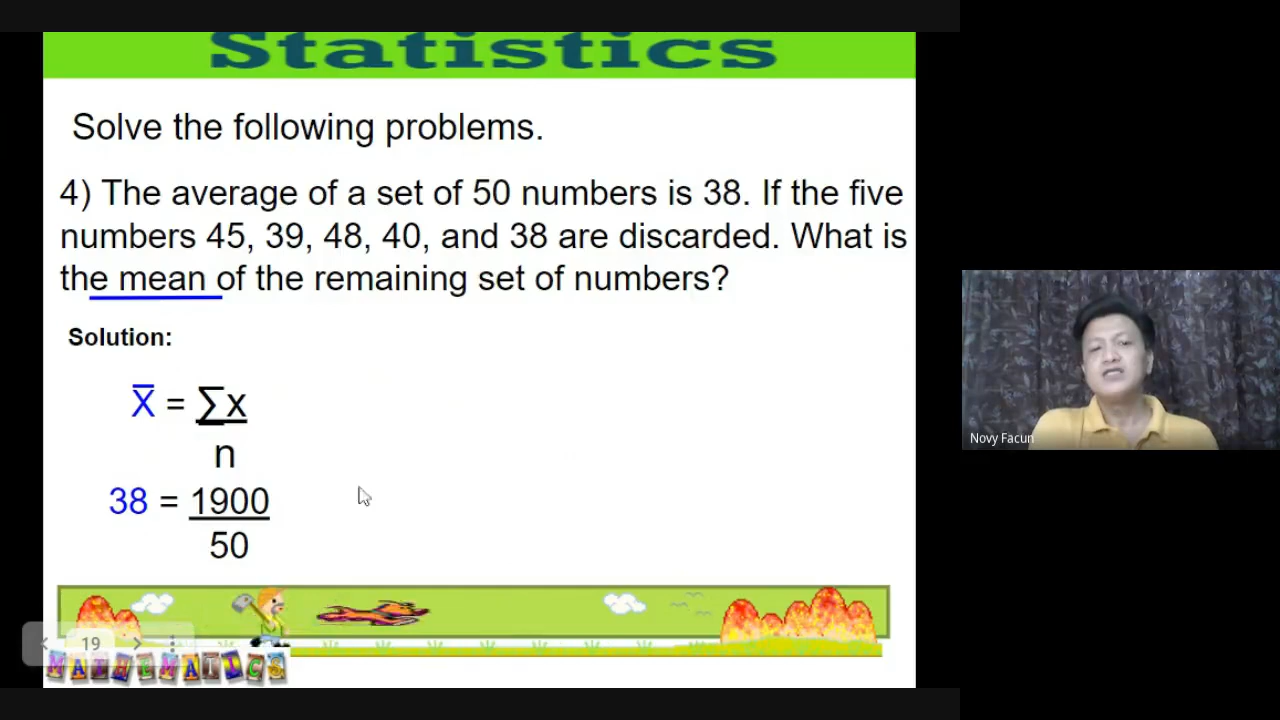 Statistics
Solve the following problems.
4) The average of a set of 50 numbers is 38. If the five
numbers 45, 39, 48, 40, and 38 are discarded. What is
the mean of the remaining set of numbers?
Solution:
X̅ = ∑x
n
38 = 1900
50
19
MATHEMATICS
Novy Facun